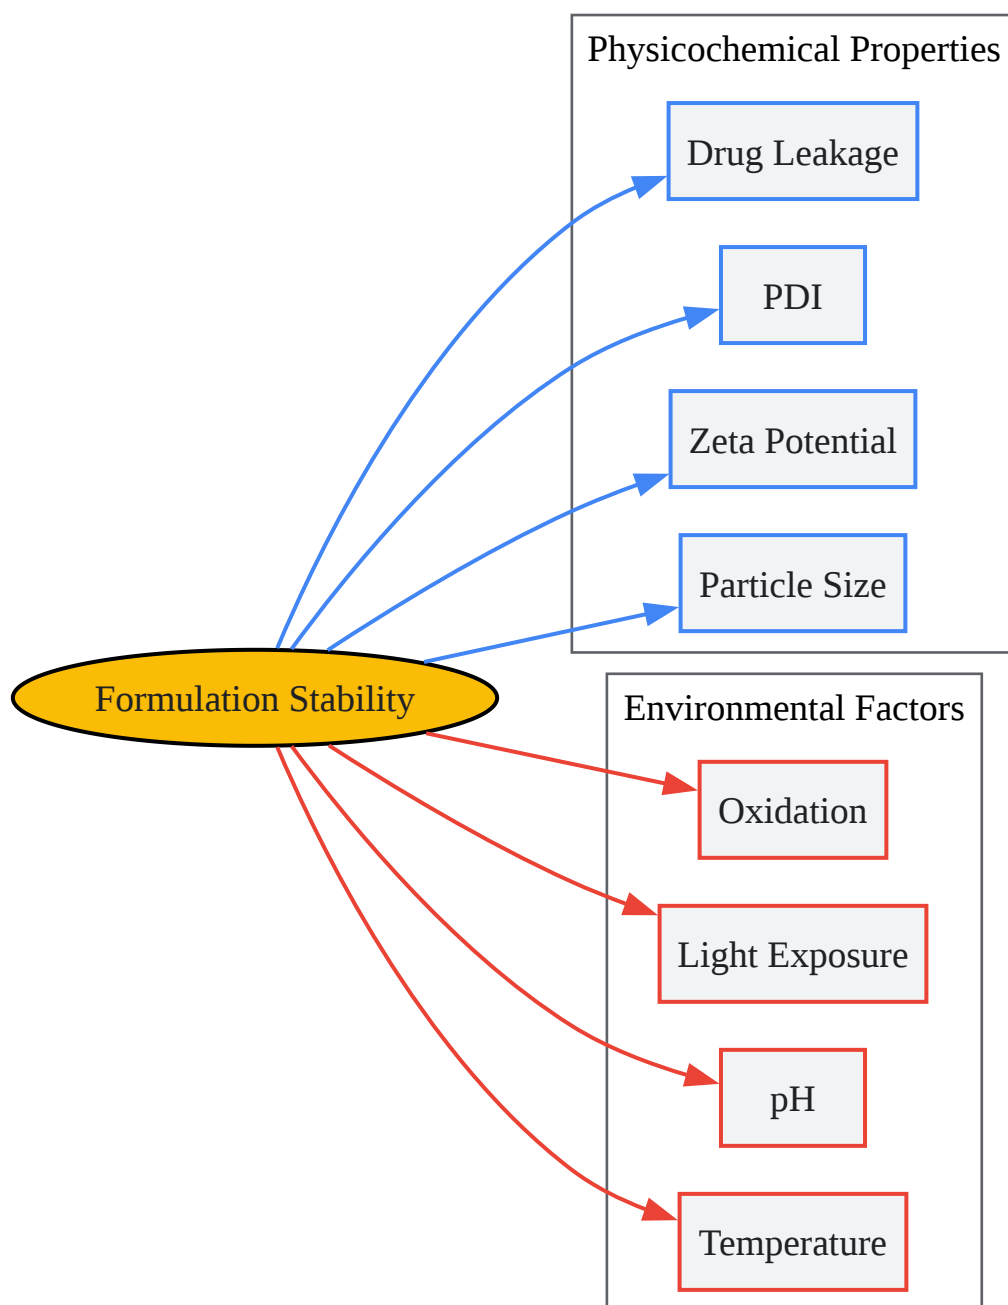 Physicochemical Properties
Drug Leakage
PDI
Zeta Potential
Particle Size
Formulation Stability
Environmental Factors
Oxidation
Light Exposure
pH
Temperature